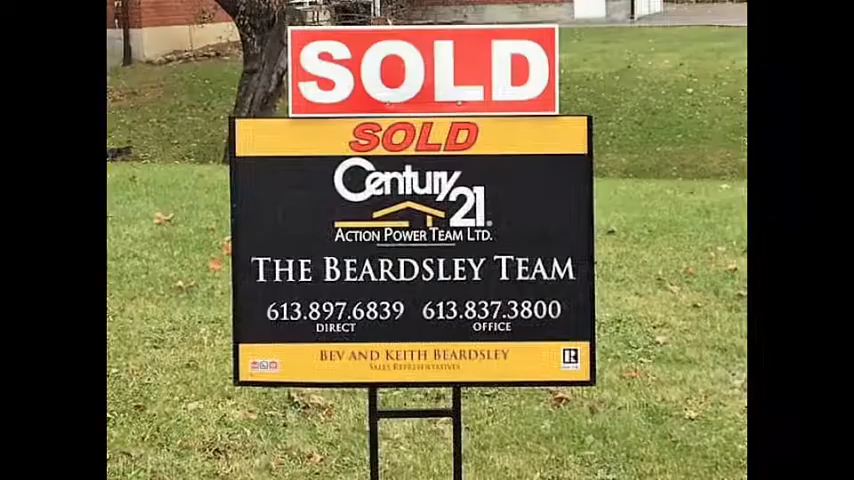 SOLD
SOLD
Century 21
ACTION POWER TEAM LTD.
THE BEARDSLEY TEAM
613.897.6839 613.837.3800
DIRECT OFFICE
BEV AND KEITH BEARDSLEY
SALES REPRESENTATIVES
R